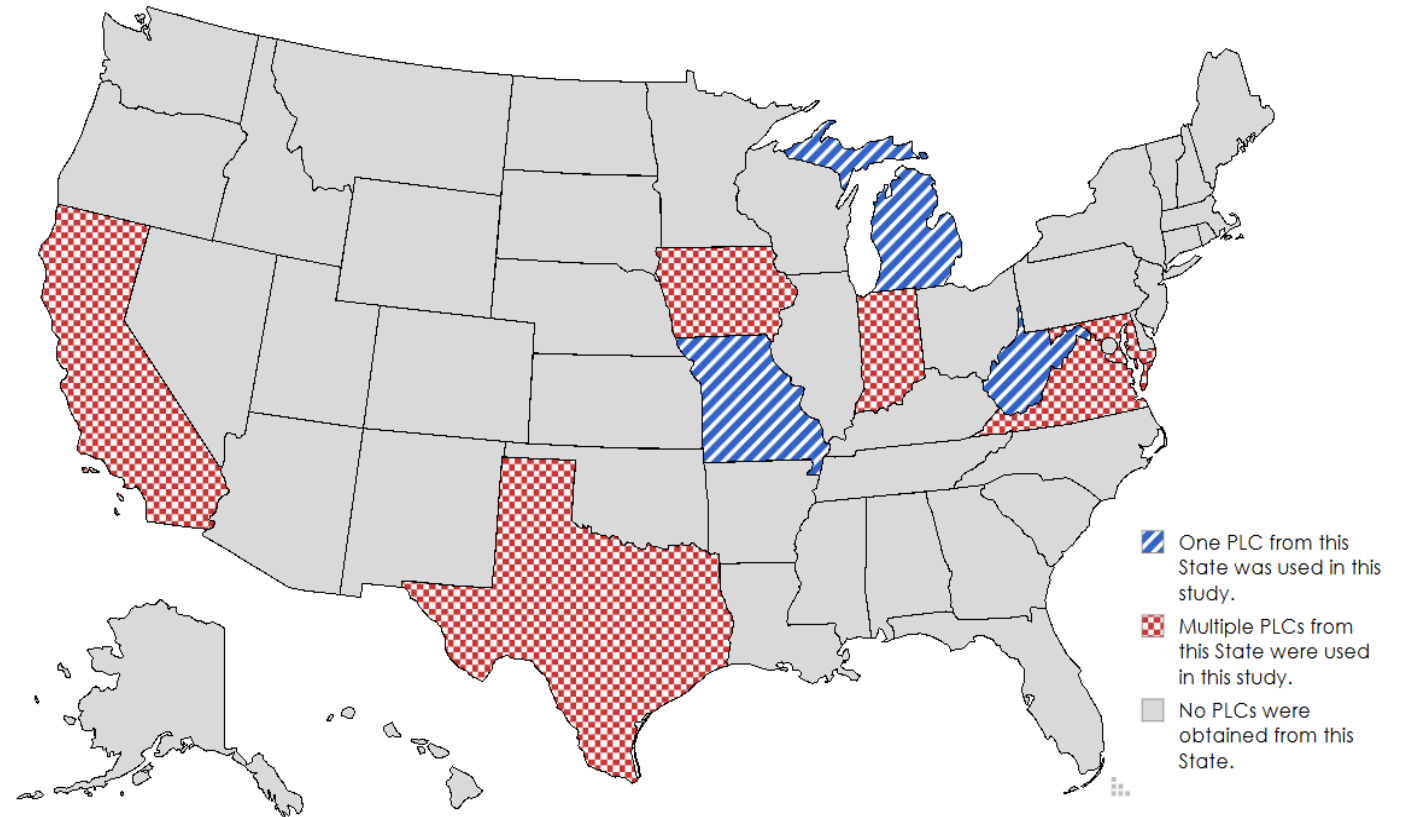 One PLC from this
State was used in this
study.
Multiple PLCs from
this State were used
in this study.
No PLCs were
obtained from this
State.